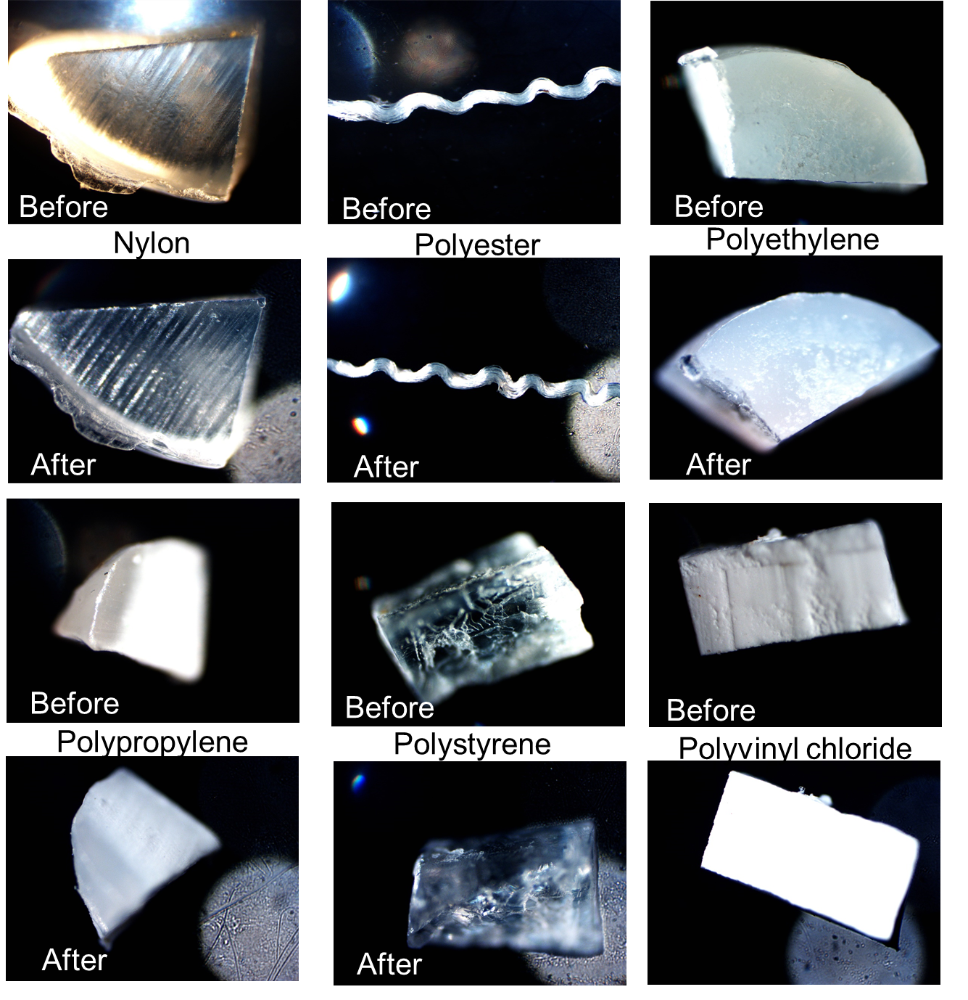 Before
Before
Before
Nylon
Polyester
Polyethylene
After
After
After
Before
Before
Before
Polypropylene
Polystyrene
Polyvinyl chloride
After
After